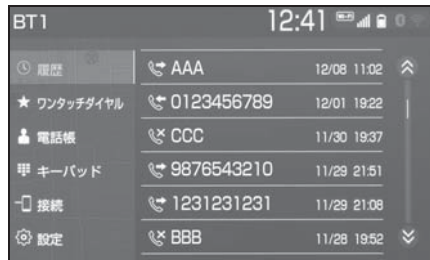 BT1 12:41 Wi-Fi
履歴
ワンタッチダイヤル
電話帳
キーパッド
接続
設定
AAA 12/08 11:02
0123456789 12/01 19:22
CCC 11/30 19:37
9876543210 11/29 21:51
1231231231 11/29 21:08
BBB 11/28 19:52